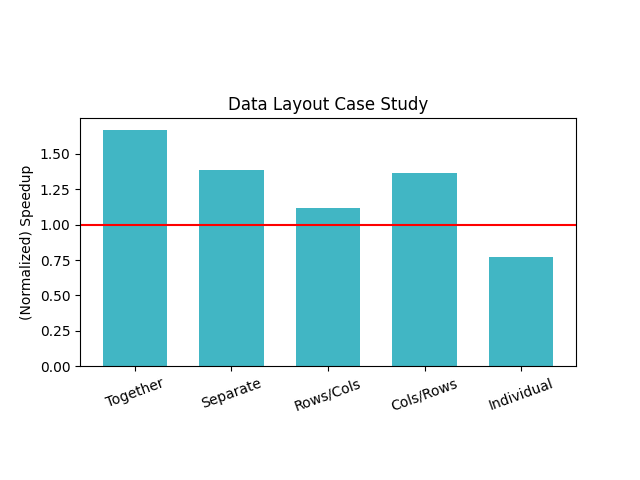 Data Layout Case Study
(Normalized) Speedup
1.50
1.25
1.00
0.75
0.50
0.25
0.00
Together
Separate
Rows/Cols
Cols/Rows
Individual